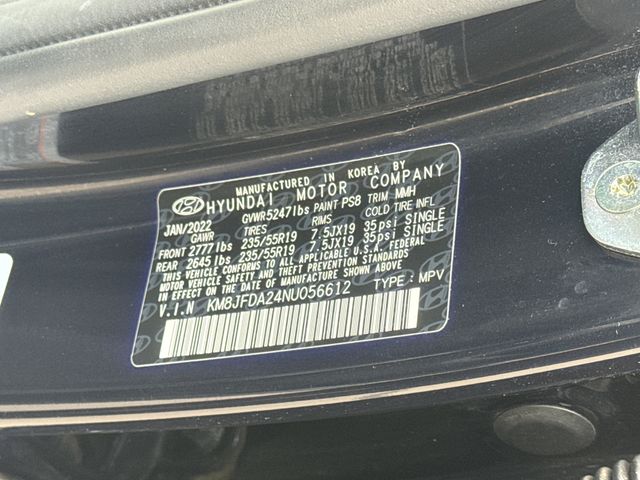 MANUFACTURED IN KOREA BY
HYUNDAI MOTOR COMPANY
JAN/2022 GVWR5247lbs PAINT PS8 TRIM MMH
GAWR TIRES RIMS COLD TIRE INFL
FRONT 2777lbs 235/55R19 7.5JX19 35psi SINGLE
REAR 2645lbs 235/55R19 7.5JX19 35psi SINGLE
THIS VEHICLE CONFORMS TO ALL APPLICABLE U.S.A. FEDERAL
MOTOR VEHICLE SAFETY AND THEFT PREVENTION STANDARDS
IN EFFECT ON THE DATE OF MANUFACTURE SHOWN ABOVE.
V.I.N KM8JFDA24NU056612 TYPE: MPV